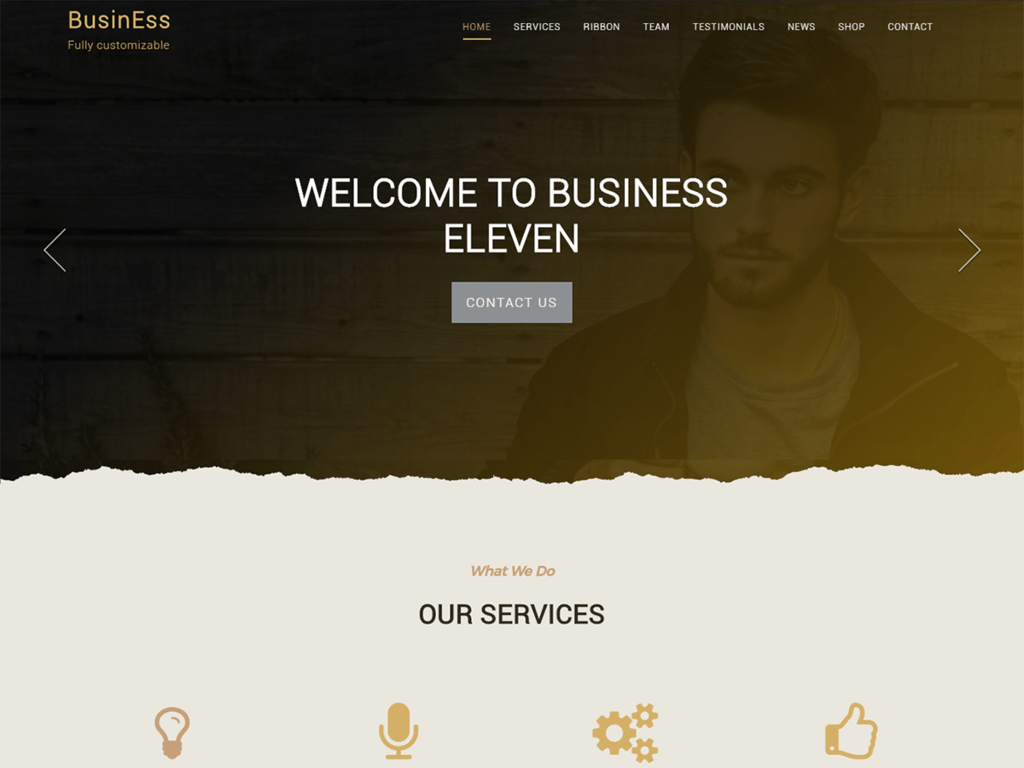 BusinEss
Fully customizable
HOME SERVICES RIBBON TEAM TESTIMONIALS NEWS SHOP CONTACT
WELCOME TO BUSINESS
ELEVEN
CONTACT US
What We Do
OUR SERVICES